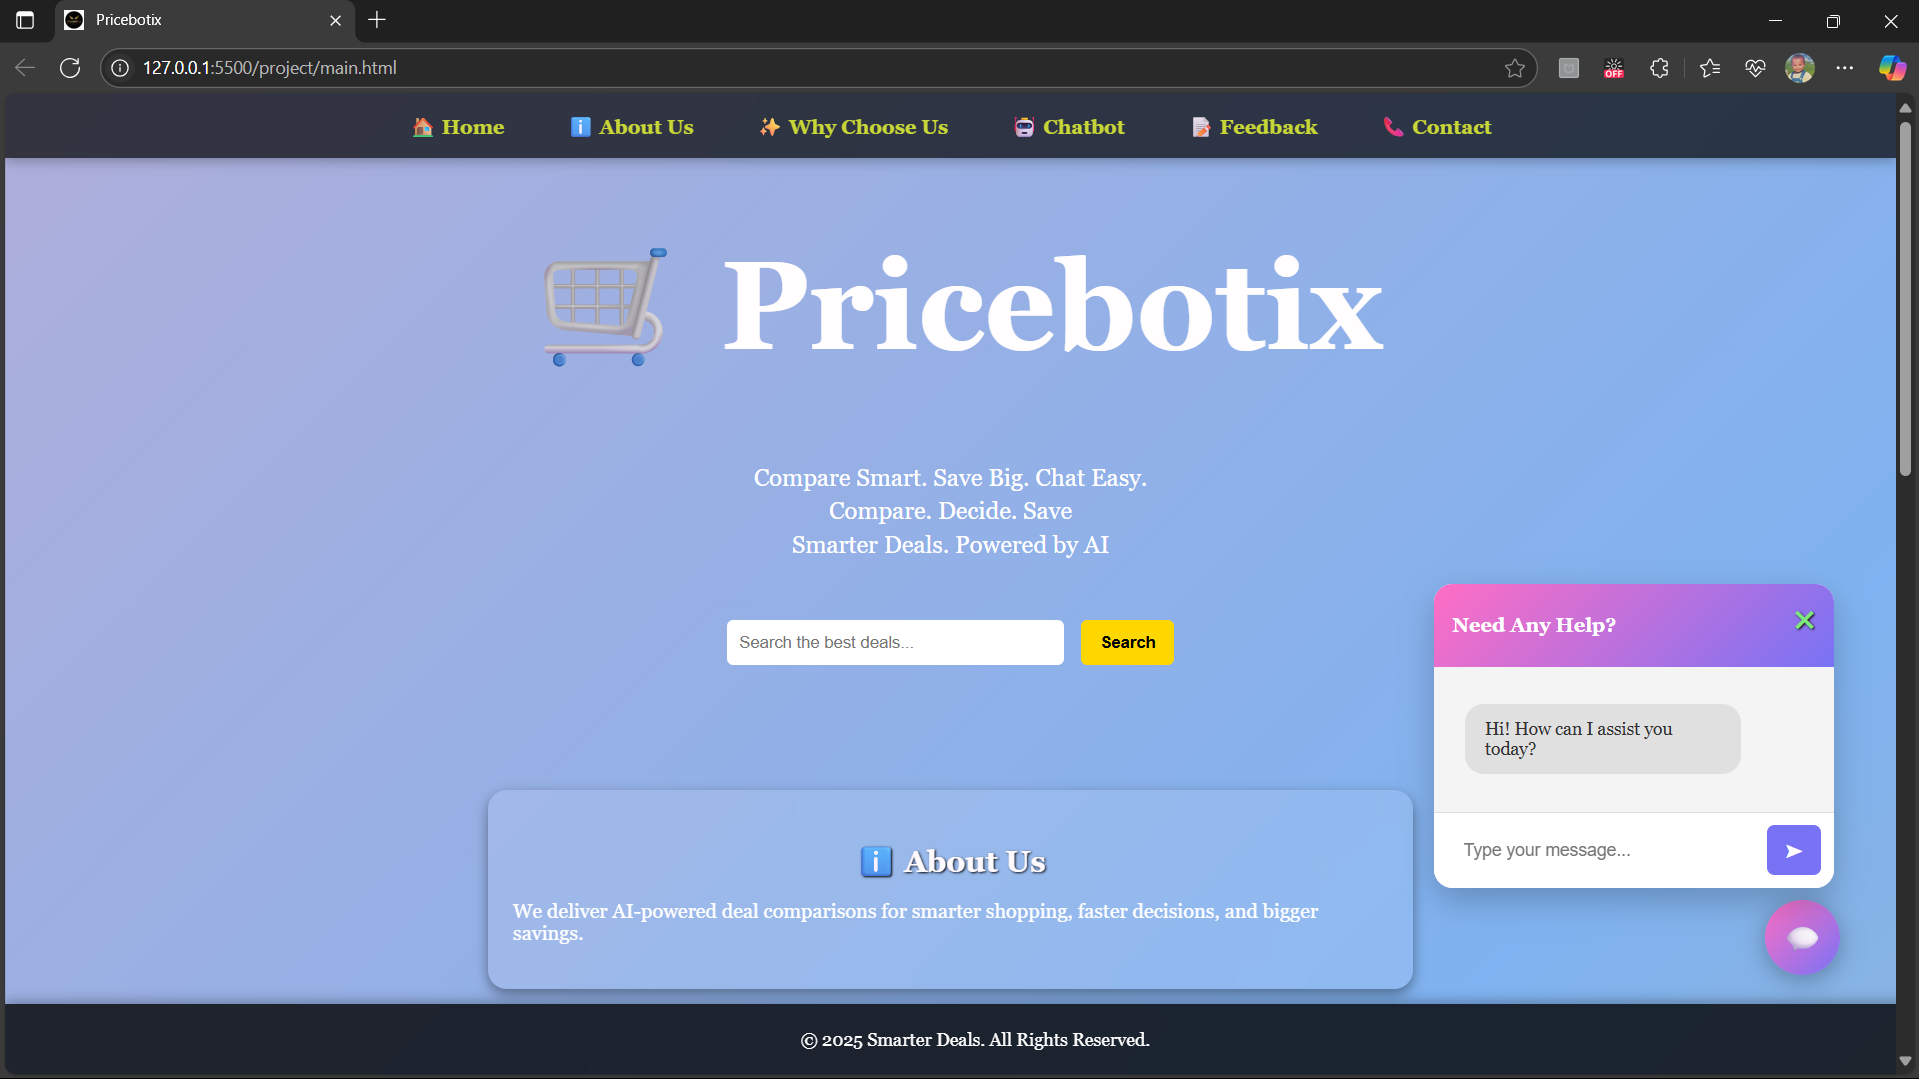 Pricebotix
127.0.0.1:5500/project/main.html
OFF
Home
About Us
Why Choose Us
Chatbot
Feedback
Contact
Pricebotix
Compare Smart. Save Big. Chat Easy.
Compare. Decide. Save
Smarter Deals. Powered by AI
Search the best deals...
Search
Need Any Help?
Hi! How can I assist you
today?
Type your message...
About Us
We deliver AI-powered deal comparisons for smarter shopping, faster decisions, and bigger
savings.
© 2025 Smarter Deals. All Rights Reserved.